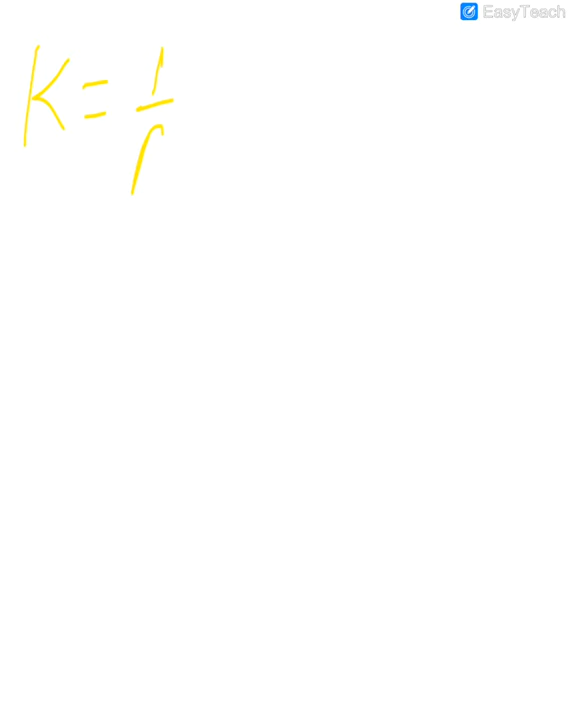 EasyTeach
K = 1/r